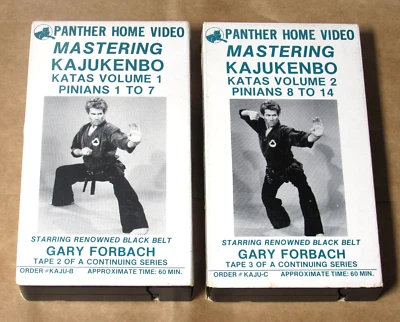 PANTHER HOME VIDEO
MASTERING
KAJUKENBO
KATAS VOLUME 1
PINIANS 1 TO 7
STARRING RENOWNED BLACK BELT
GARY FORBACH
TAPE 2 OF A CONTINUING SERIES
ORDER #KAJU-B APPROXIMATE TIME: 60 MIN.
PANTHER HOME VIDEO
MASTERING
KAJUKENBO
KATAS VOLUME 2
PINIANS 8 TO 14
STARRING RENOWNED BLACK BELT
GARY FORBACH
TAPE 3 OF A CONTINUING SERIES
ORDER #KAJU-C APPROXIMATE TIME: 60 MIN.